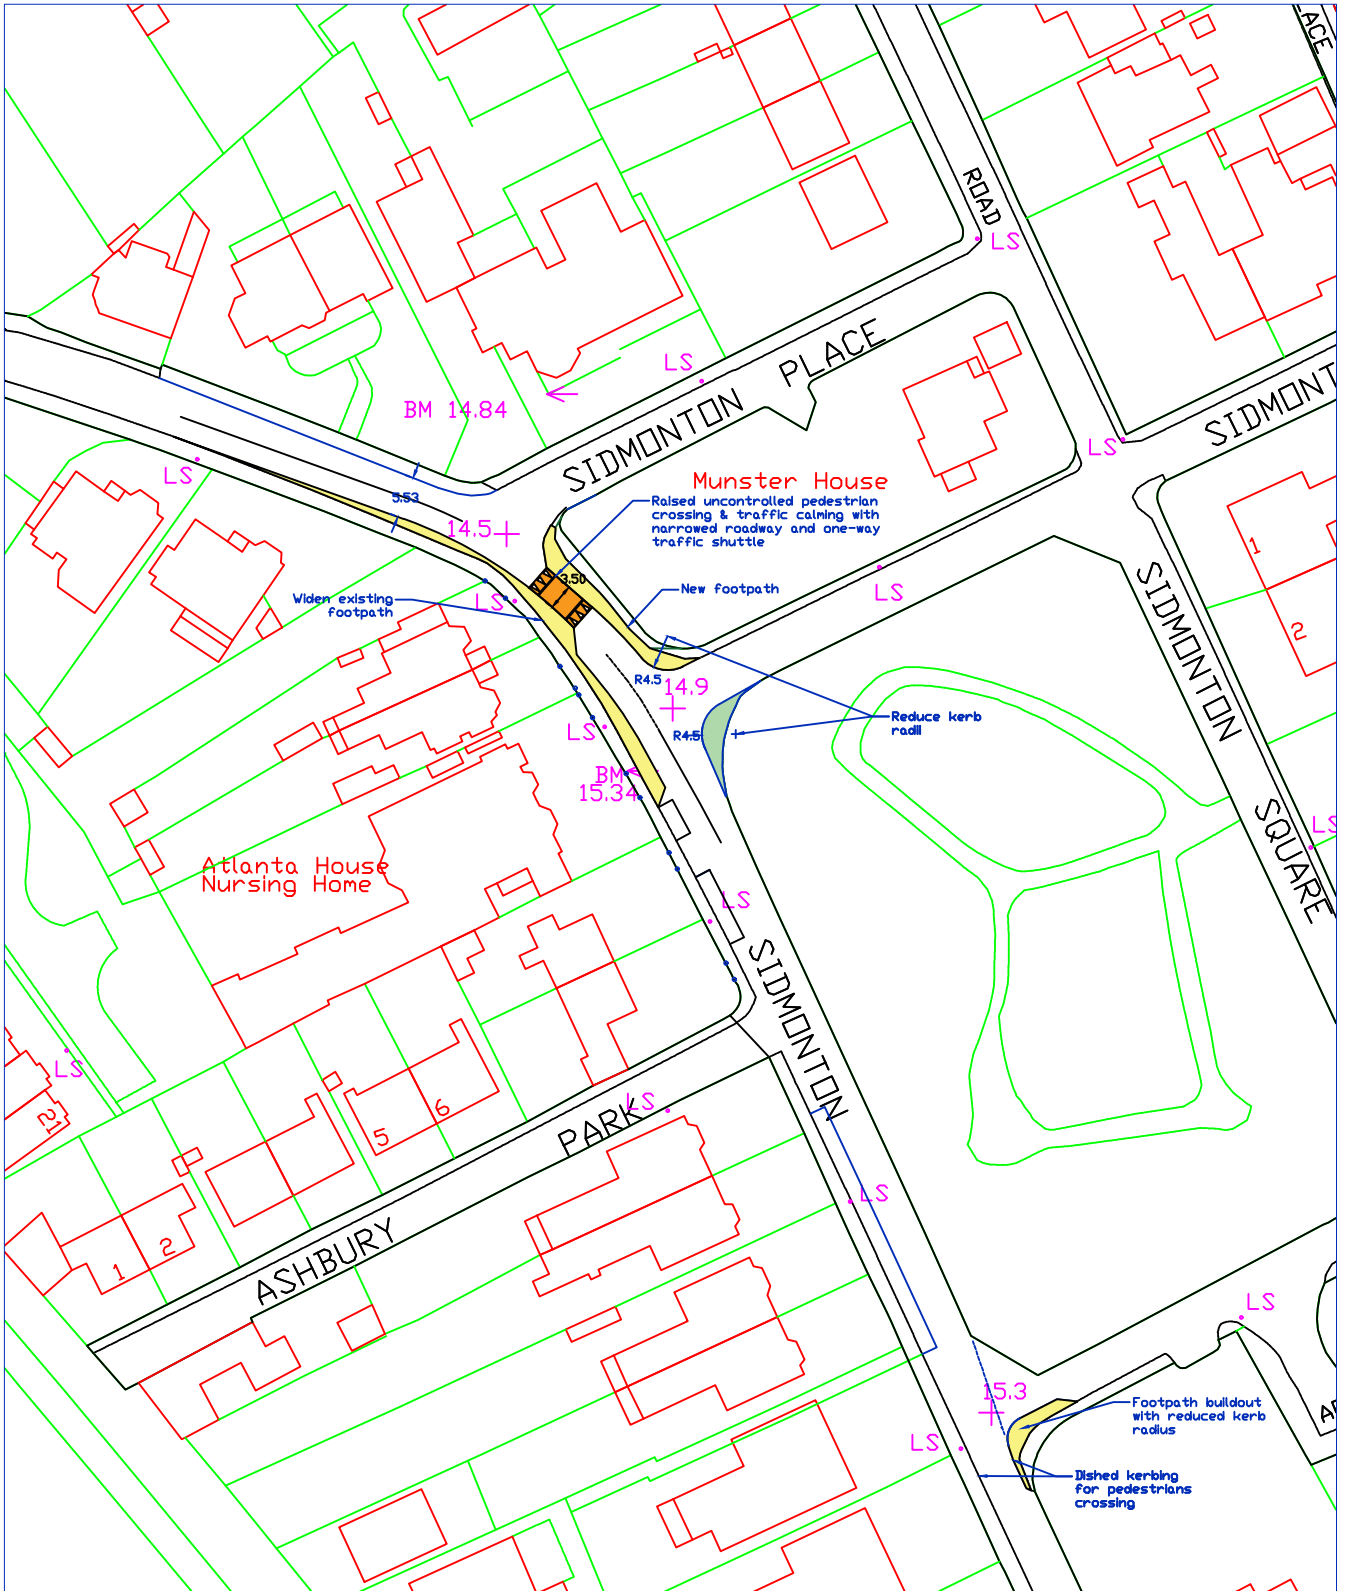 ACE
ROAD
LS
LS
SIDMONTON PLACE
BM 14.84
SIDMONT
LS
LS
Munster House
Raised uncontrolled pedestrian
crossing & traffic calming with
narrowed roadway and one-way
traffic shuttle
5.53
14.5
3.50
1
LS
New footpath
Widen existing
footpath
LS
2
SIDMONTON
SQUARE
R4.5
14.9
Reduce kerb
radii
LS
R4.5
BM
15.34
LS
Atlanta House
Nursing Home
LS
SIDMONTON
LS
21
5
6
LS
PARK
1
2
ASHBURY
LS
LS
15.3
Footpath buildout
with reduced kerb
radius
LS
Dished kerbing
for pedestrians
crossing